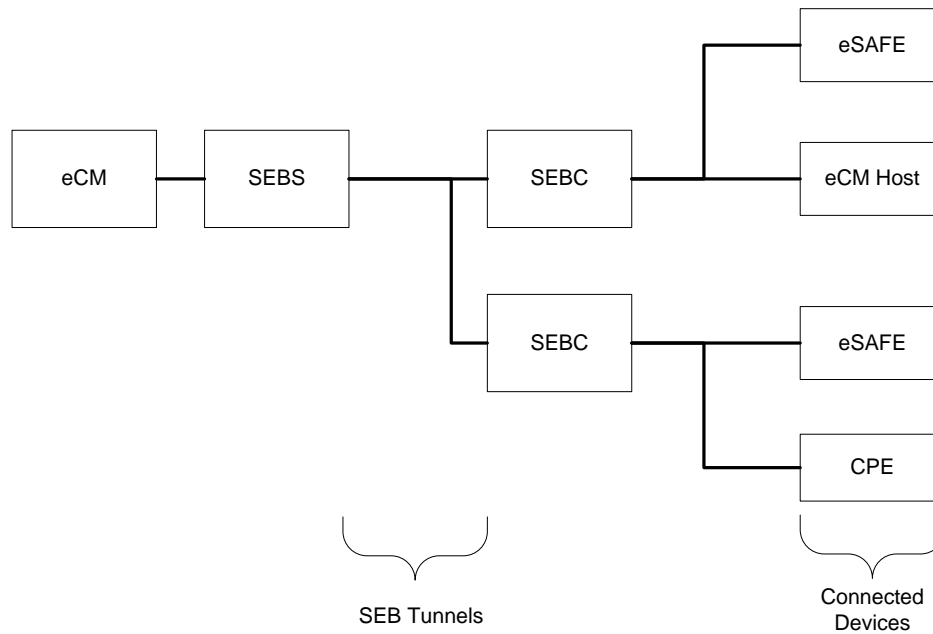 eSAFE
eCM
SEBS
SEBC
eCM Host
SEBC
eSAFE
CPE
SEB Tunnels
Connected
Devices